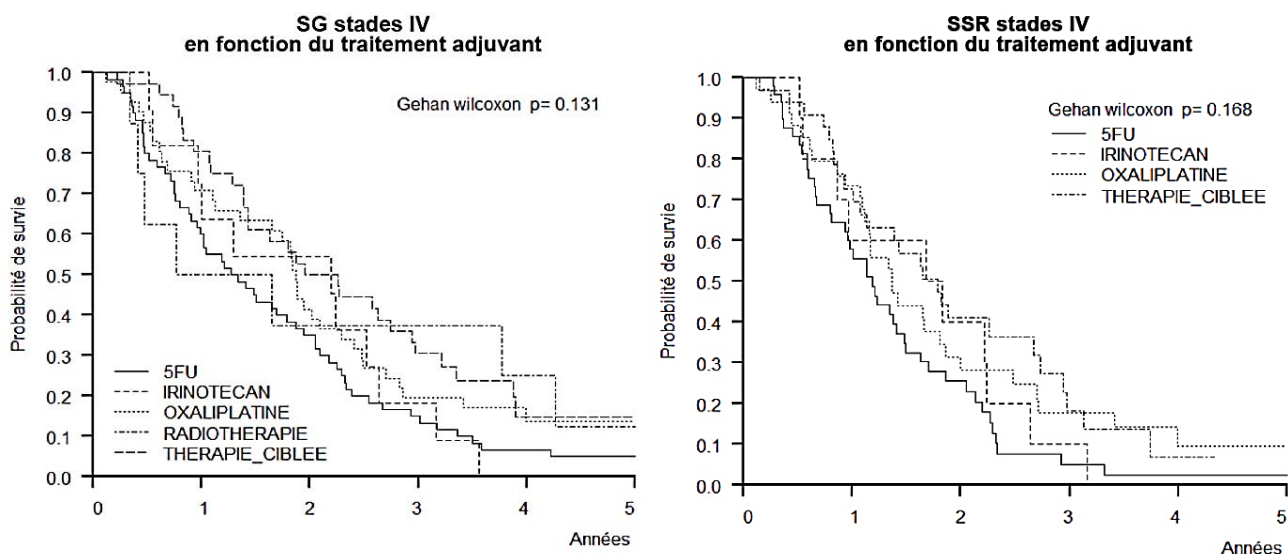 SG stades IV
en fonction du traitement adjuvant
Gehan wilcoxon p= 0.131
Probabilité de survie
1.0
0.9
0.8
0.7
0.6
0.5
0.4
0.3
0.2
0.1
0.0
5FU
IRINOTECAN
OXALIPLATINE
RADIOTHERAPIE
THERAPIE_CIBLEE
0 1 2 3 4 5
Années
SSR stades IV
en fonction du traitement adjuvant
Gehan wilcoxon p= 0.168
5FU
IRINOTECAN
OXALIPLATINE
THERAPIE_CIBLEE
Probabilité de survie
1.0
0.9
0.8
0.7
0.6
0.5
0.4
0.3
0.2
0.1
0.0
0 1 2 3 4 5
Années